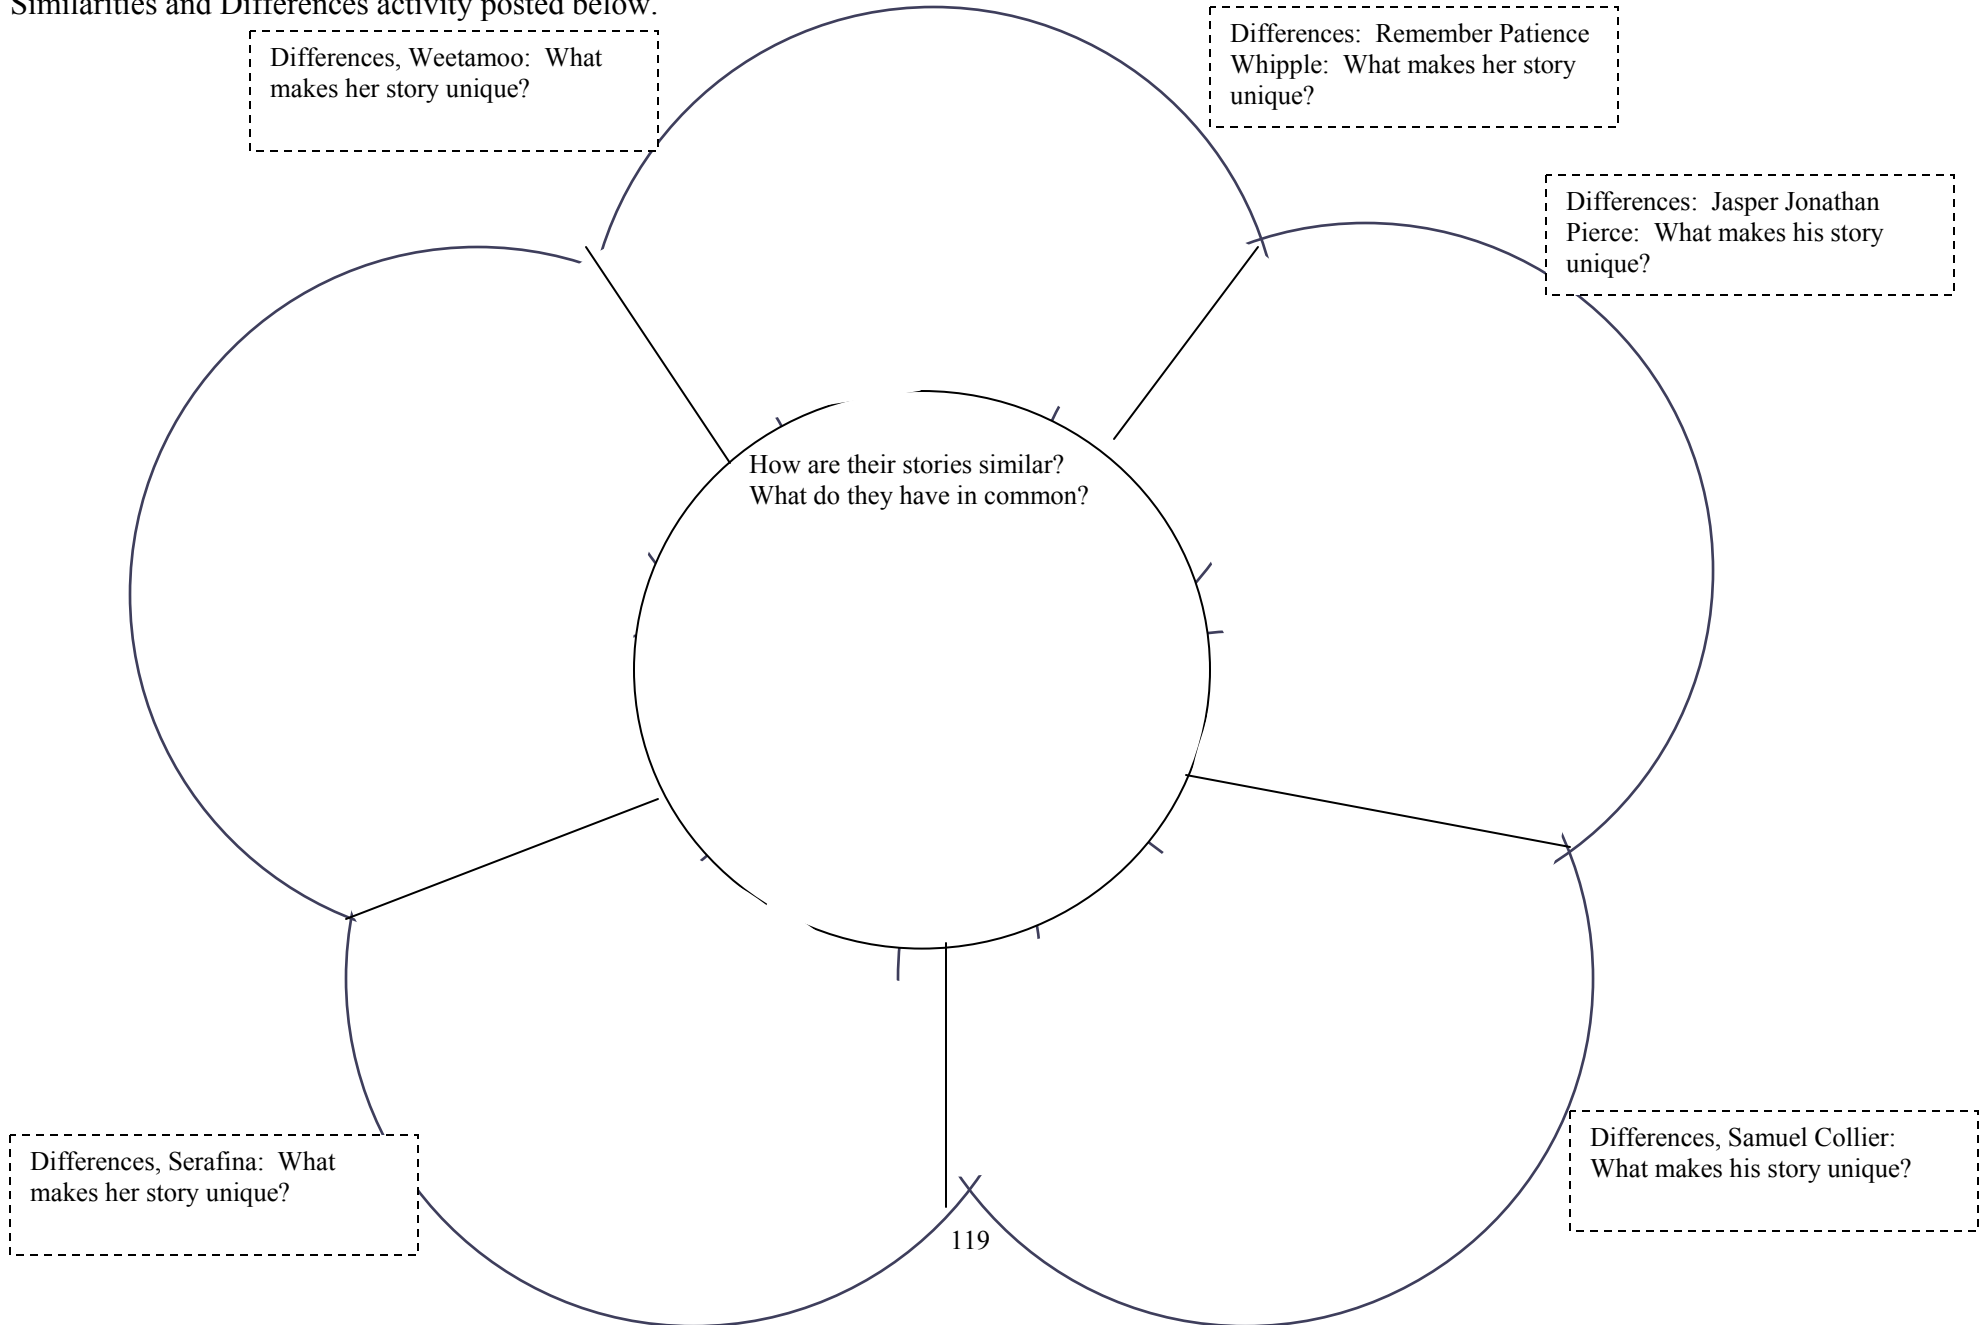 Similarities and Differences activity posted below.
Differences, Weetamoo:  What
makes her story unique?
Differences:  Remember Patience
Whipple:  What makes her story
unique?
Differences:  Jasper Jonathan
Pierce:  What makes his story
unique?
How are their stories similar?
What do they have in common?
Differences, Serafina:  What
makes her story unique?
Differences, Samuel Collier:
What makes his story unique?
119